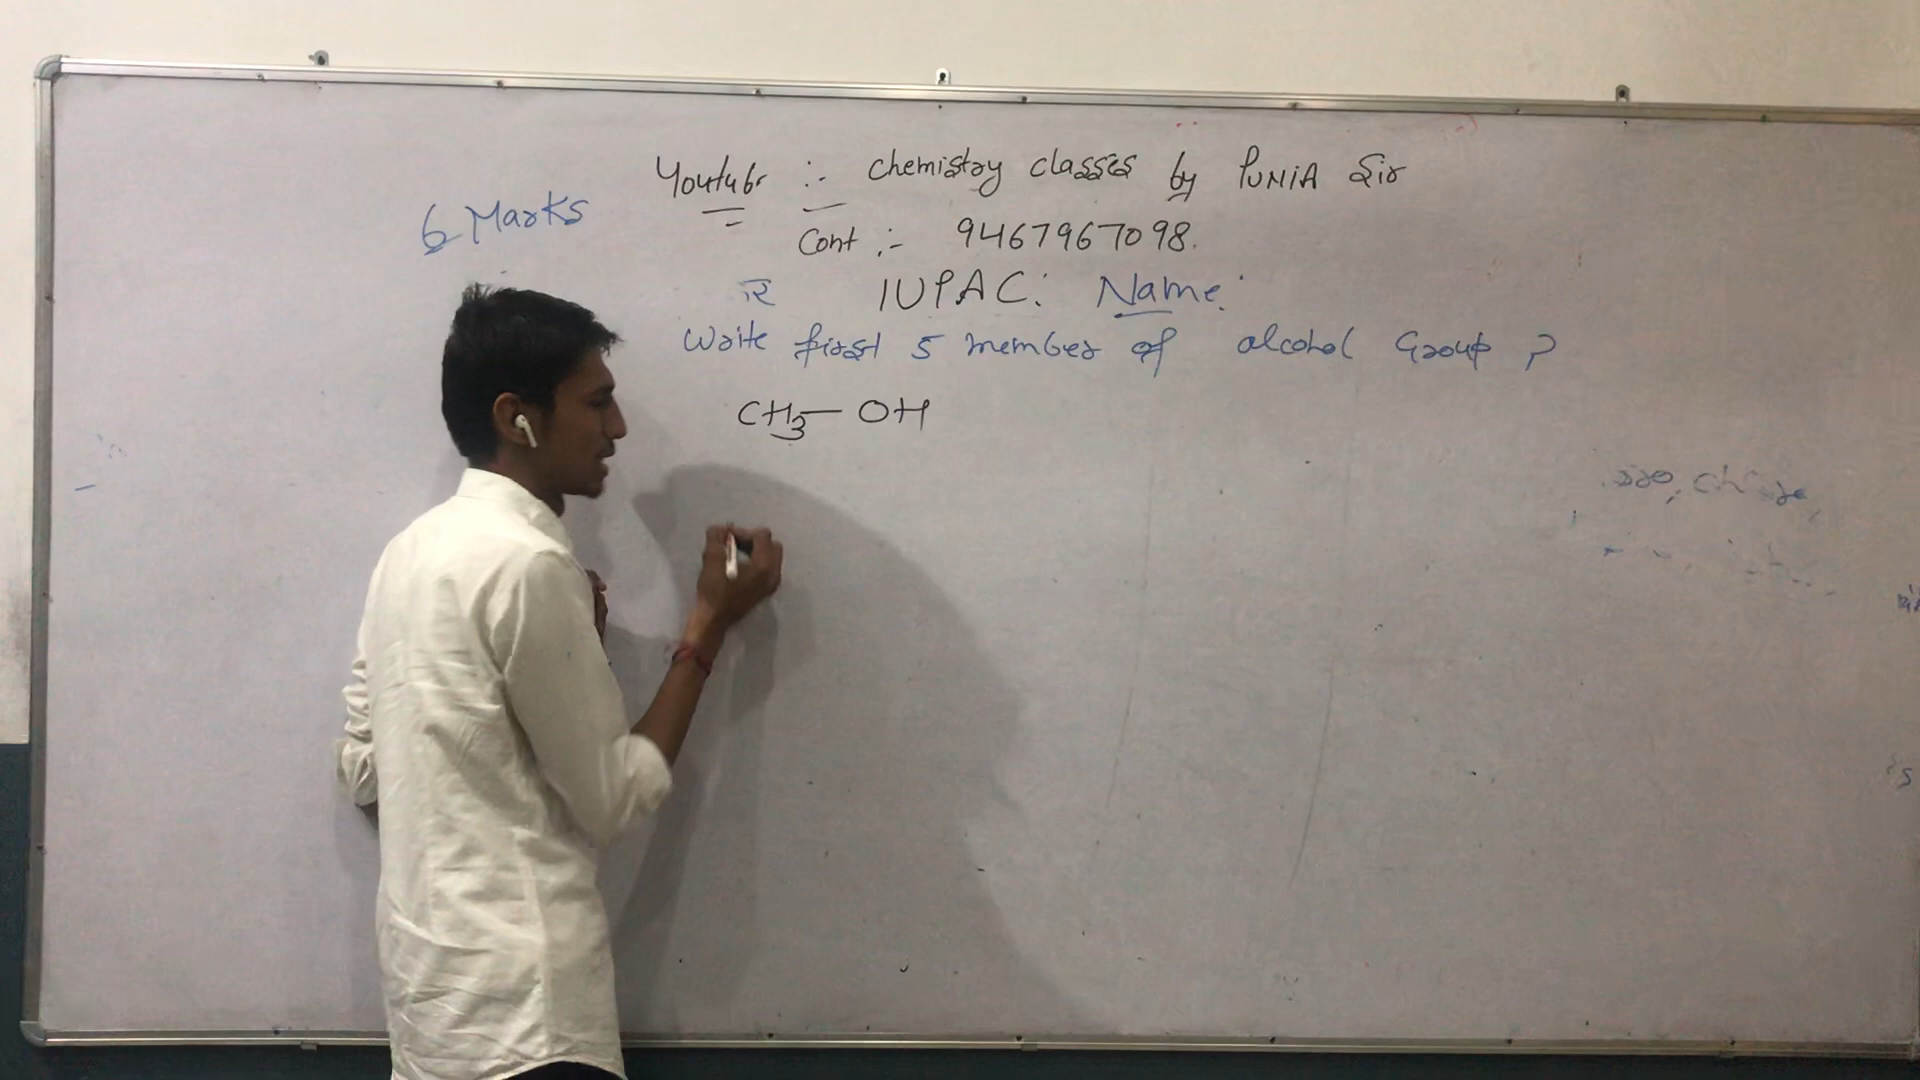 Youtube :- chemistry classes by PUNIA Sir
6 Marks
Cont :- 9467967098.
IUPAC: Name:
Write first 5 member of alcohol Group ?
CH3 — OH